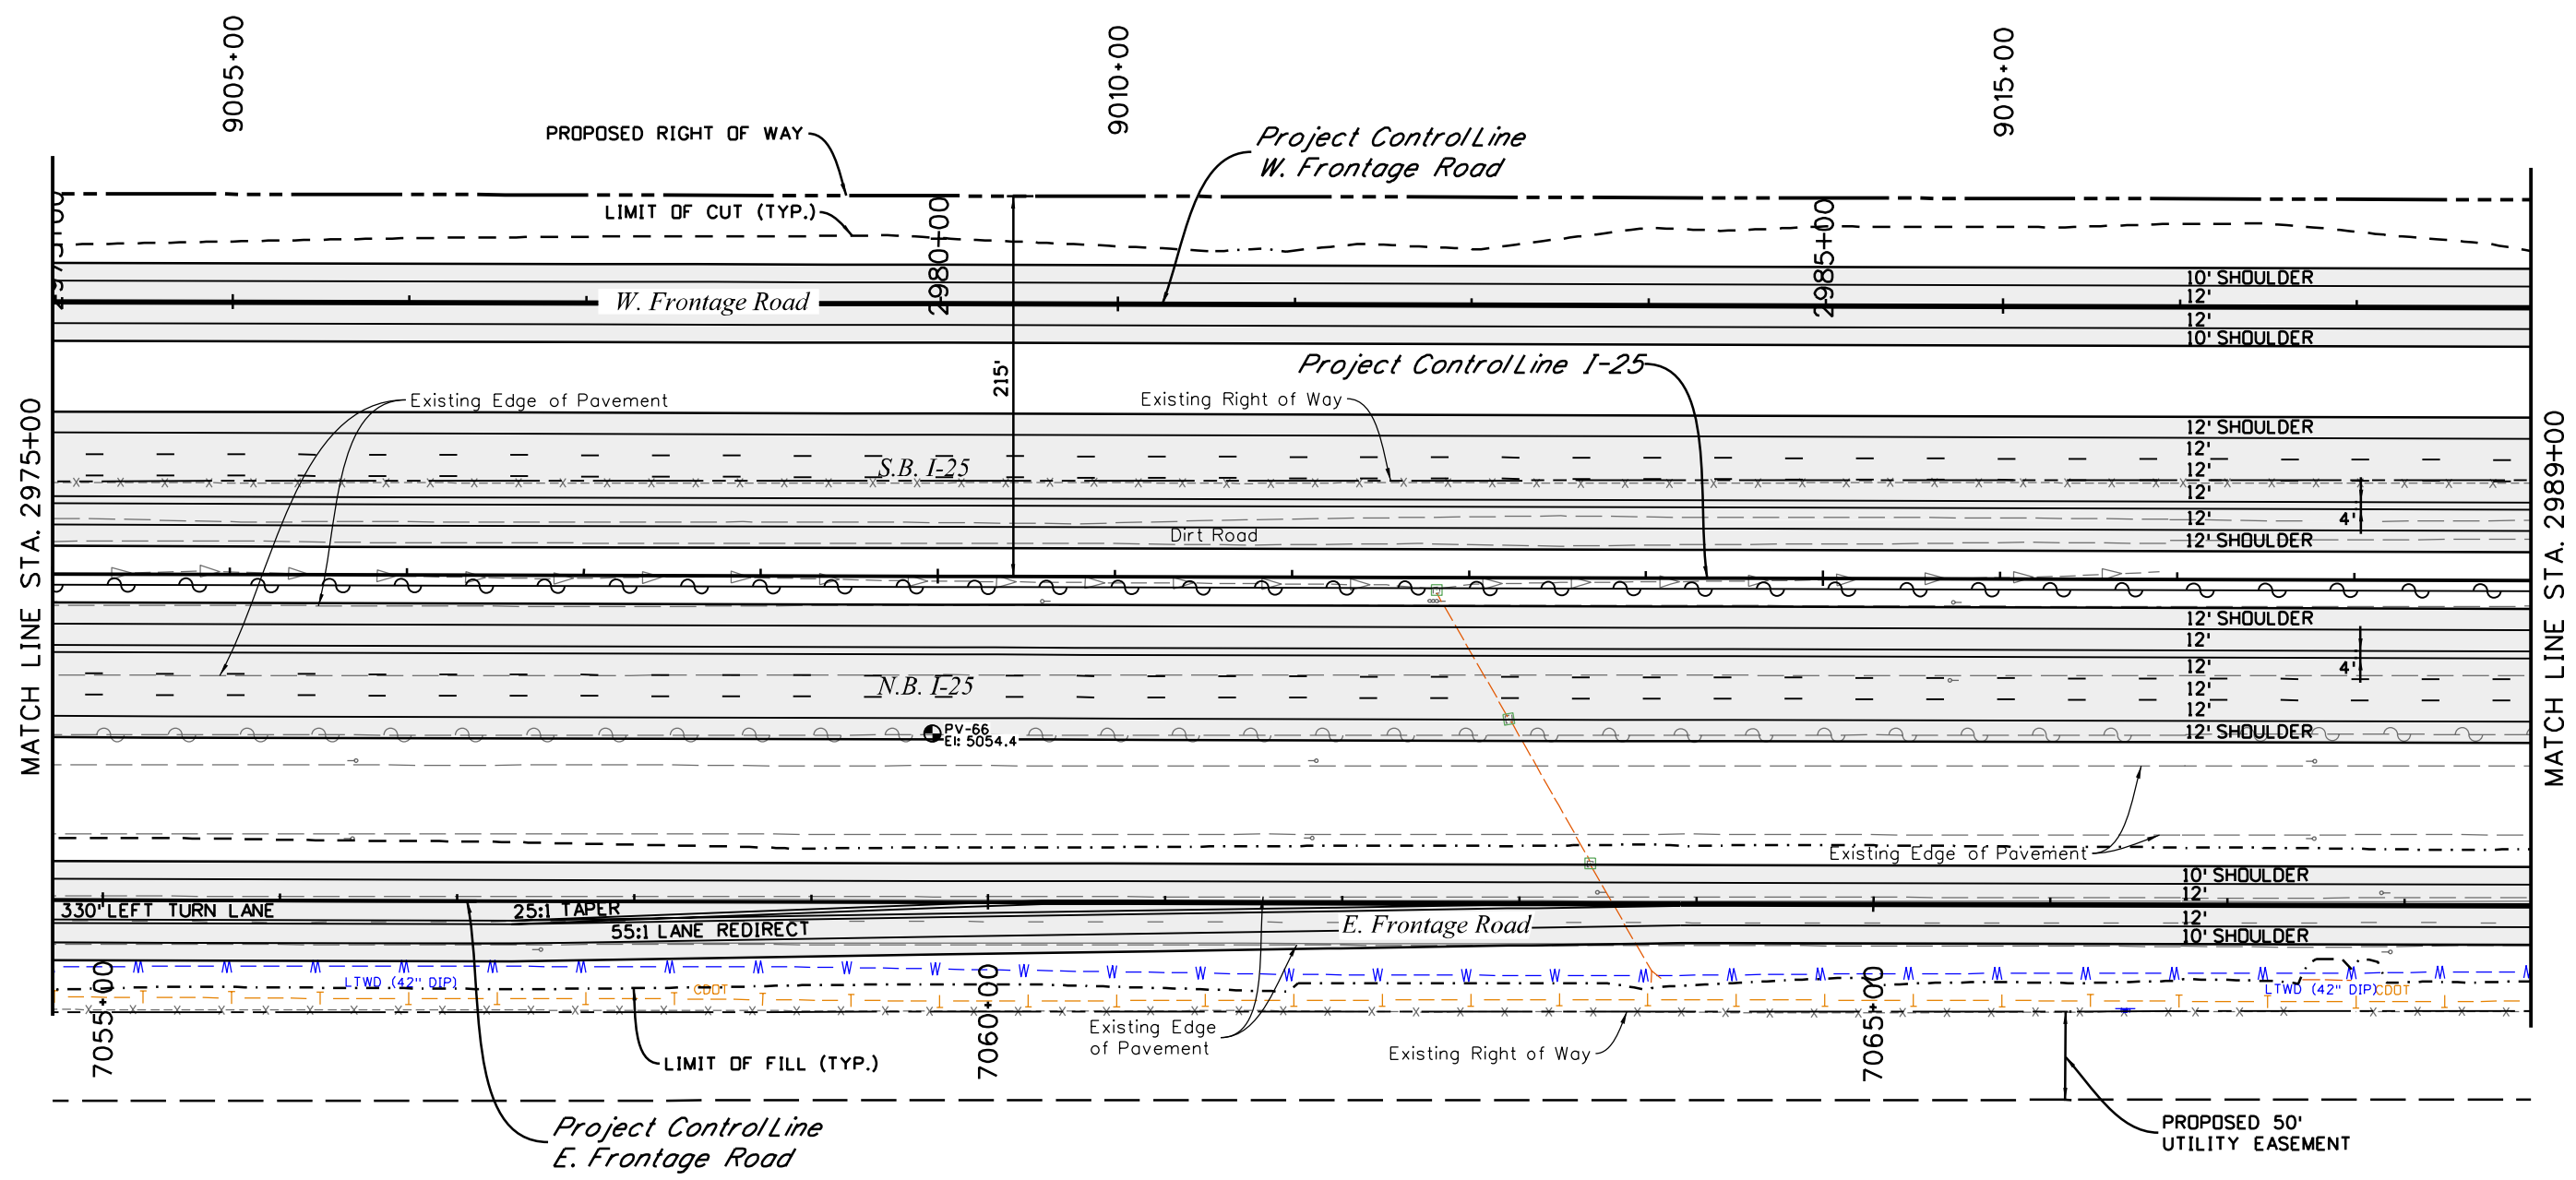 9005+00
9010+00
9015+00
PROPOSED RIGHT OF WAY
Project Control Line
W. Frontage Road
LIMIT OF CUT (TYP.)
2980+00
2985+00
10' SHOULDER
12'
W. Frontage Road
12'
10' SHOULDER
215'
Project Control Line I-25
Existing Edge of Pavement
Existing Right of Way
MATCH LINE STA. 2975+00
MATCH LINE STA. 2989+00
12' SHOULDER
12'
S.B. I-25
12'
12'
12'
4'
Dirt Road
12' SHOULDER
12' SHOULDER
12'
12'
4'
N.B. I-25
12'
12'
PV-66
El: 5054.4
12' SHOULDER
Existing Edge of Pavement
10' SHOULDER
12'
330' LEFT TURN LANE
25:1 TAPER
55:1 LANE REDIRECT
E. Frontage Road
12'
10' SHOULDER
LTWD (42" DIP)
CDOT
LTWD (42" DIP)
CDOT
7055+00
7060+00
7065+00
Existing Edge
of Pavement
Existing Right of Way
LIMIT OF FILL (TYP.)
Project Control Line
E. Frontage Road
PROPOSED 50'
UTILITY EASEMENT